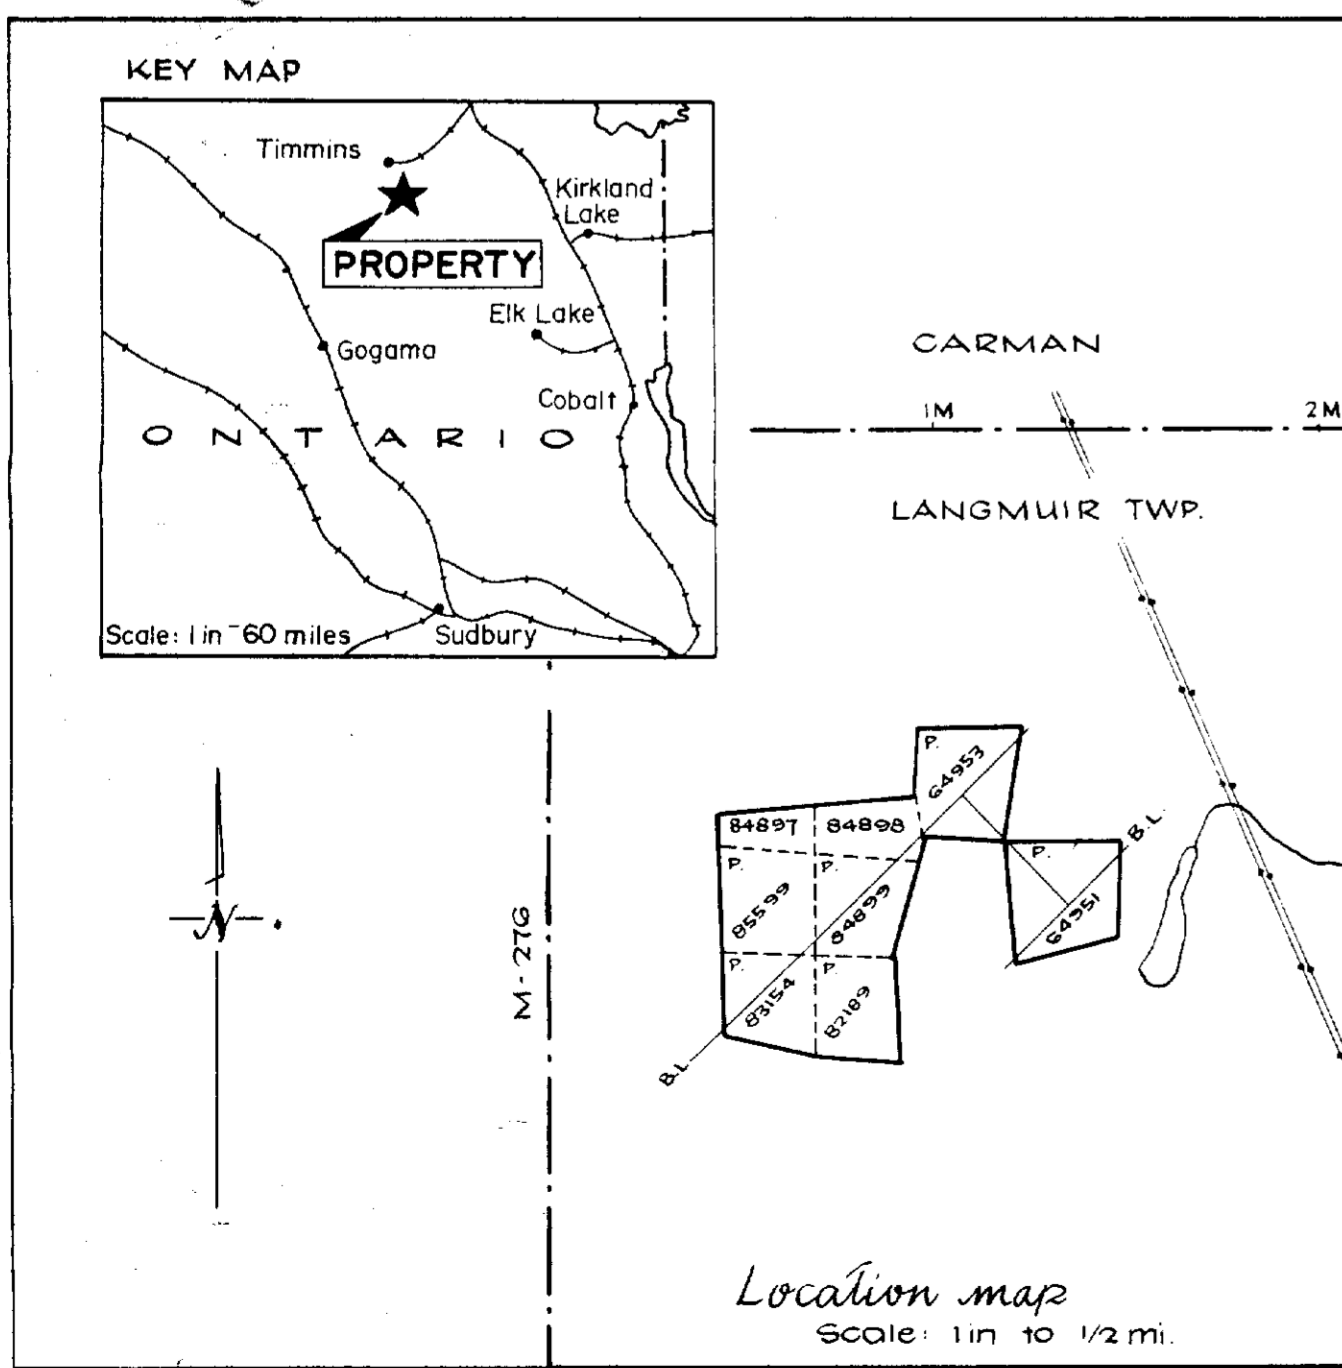 KEY MAP
Timmins
Kirkland
Lake
PROPERTY
Elk Lake
Gogama
Cobalt
ONTARIO
Scale: 1 in - 60 miles
Sudbury
CARMAN
1M
2M
LANGMUIR TWP.
P.
64953
84897
84898
B.L.
P.
P.
P.
85599
84899
64951
N
M-276
P.
P.
83154
82189
B.L.
Location map
Scale: 1 in to 1/2 mi.